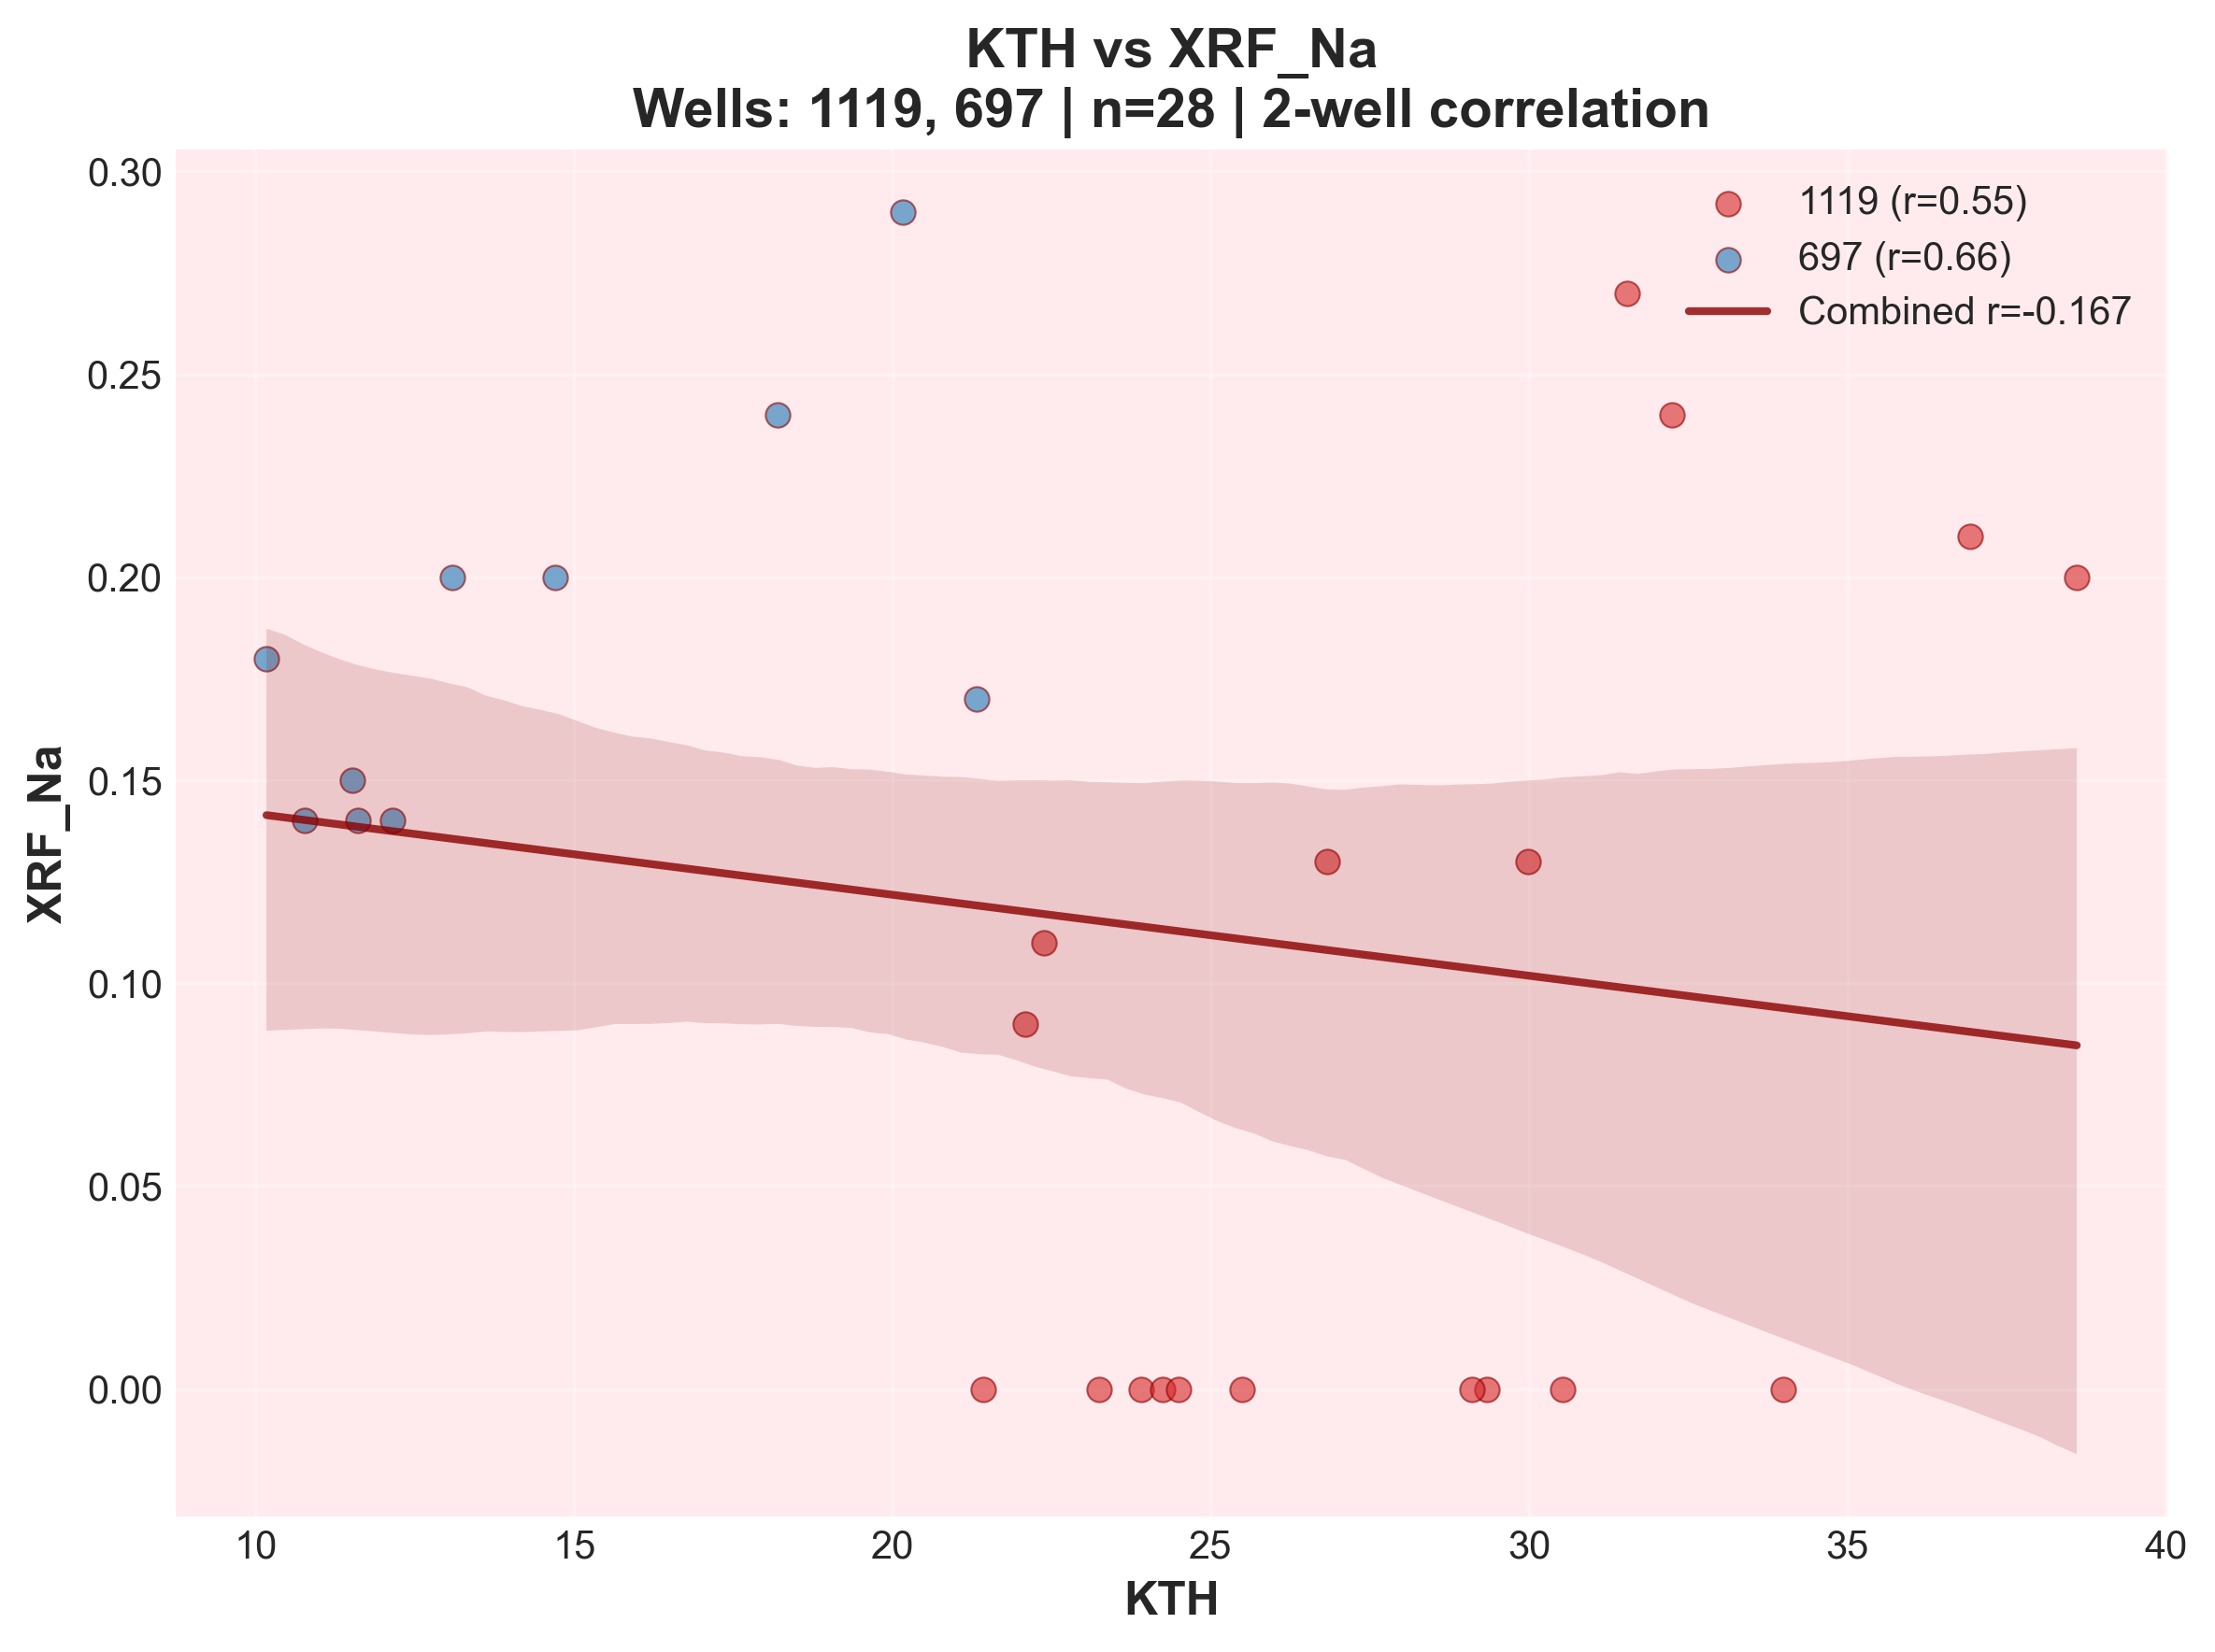 KTH vs XRF_Na
Wells: 1119, 697 | n=28 | 2-well correlation
1119 (r=0.55)
697 (r=0.66)
Combined r=-0.167
XRF_Na
0.30
0.25
0.20
0.15
0.10
0.05
0.00
10 15 20 25 30 35 40
KTH